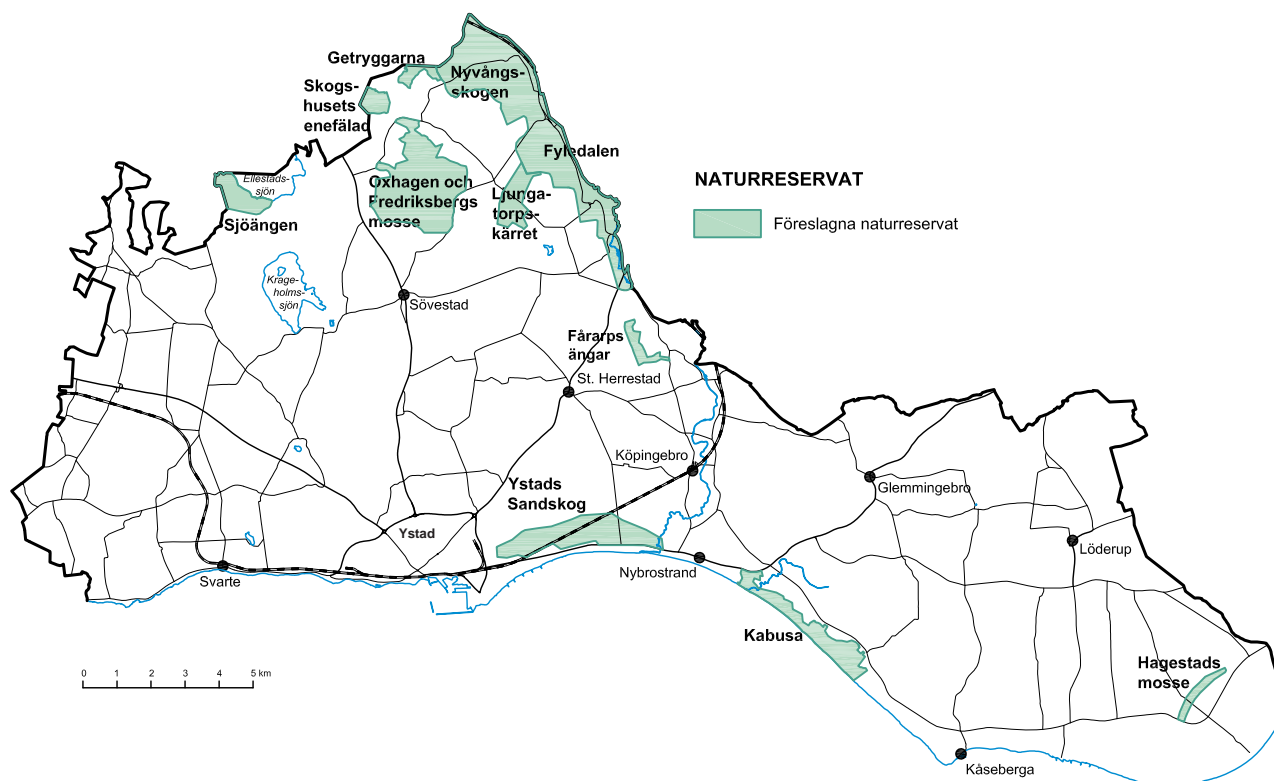 Getryggarna
Nyvångs-
skogen
Skogs-
husets
enefälad
Fyledalen
Ellestads-
sjön
Oxhagen och
Fredriksbergs
mosse
Ljunga-
torps-
kärret
Sjöängen
NATURRESERVAT
Föreslagna naturreservat
Krageholms-
sjön
Sövestad
Fårarps
ängar
St. Herrestad
Köpingebro
Ystads
Sandskog
Glemmingebro
Ystad
Löderup
Svarte
Nybrostrand
Kabusa
Hagestads
mosse
0 1 2 3 4 5 km
Kåseberga